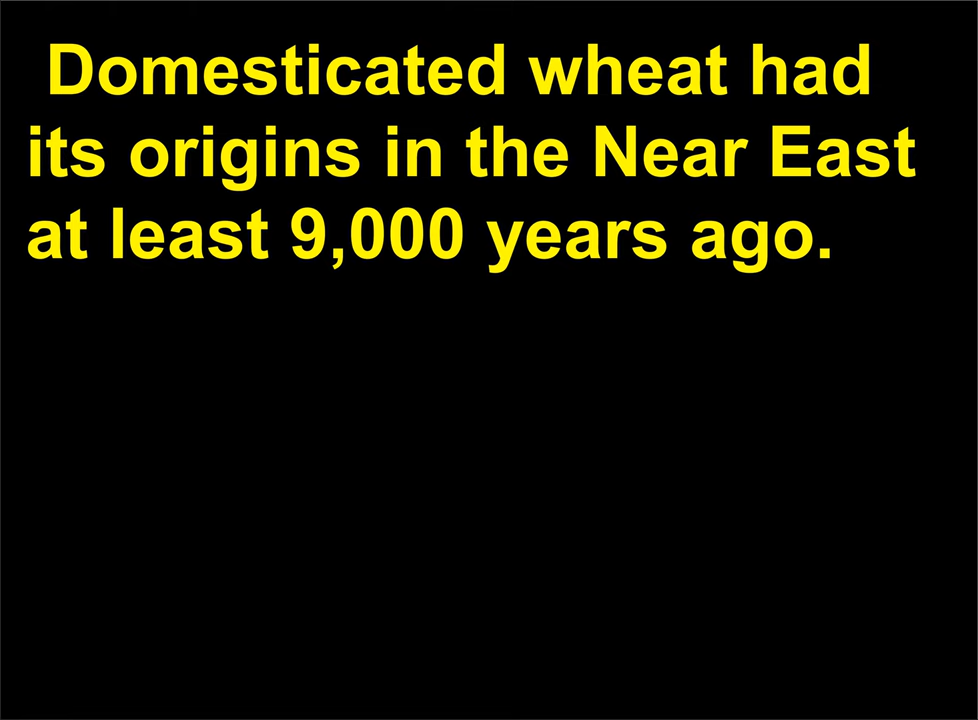 Domesticated wheat had
its origins in the Near East
at least 9,000 years ago.